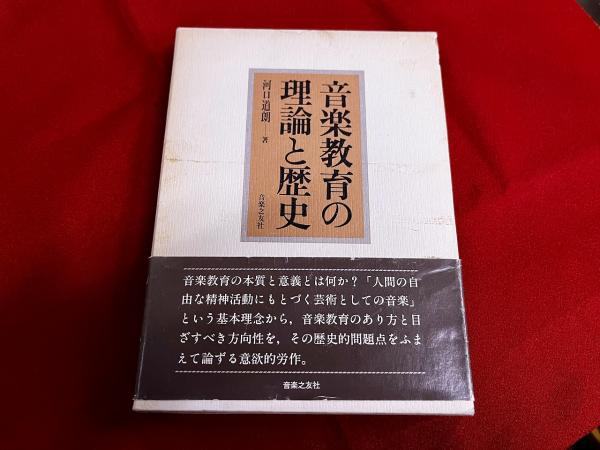 音楽教育の
理論と歴史
河口道朗――著
音楽之友社
音楽教育の本質と意義とは何か?「人間の自
由な精神活動にもとづく芸術としての音楽」
という基本理念から,音楽教育のあり方と目
ざすべき方向性を,その歴史的問題点をふま
えて論ずる意欲的労作。
音楽之友社